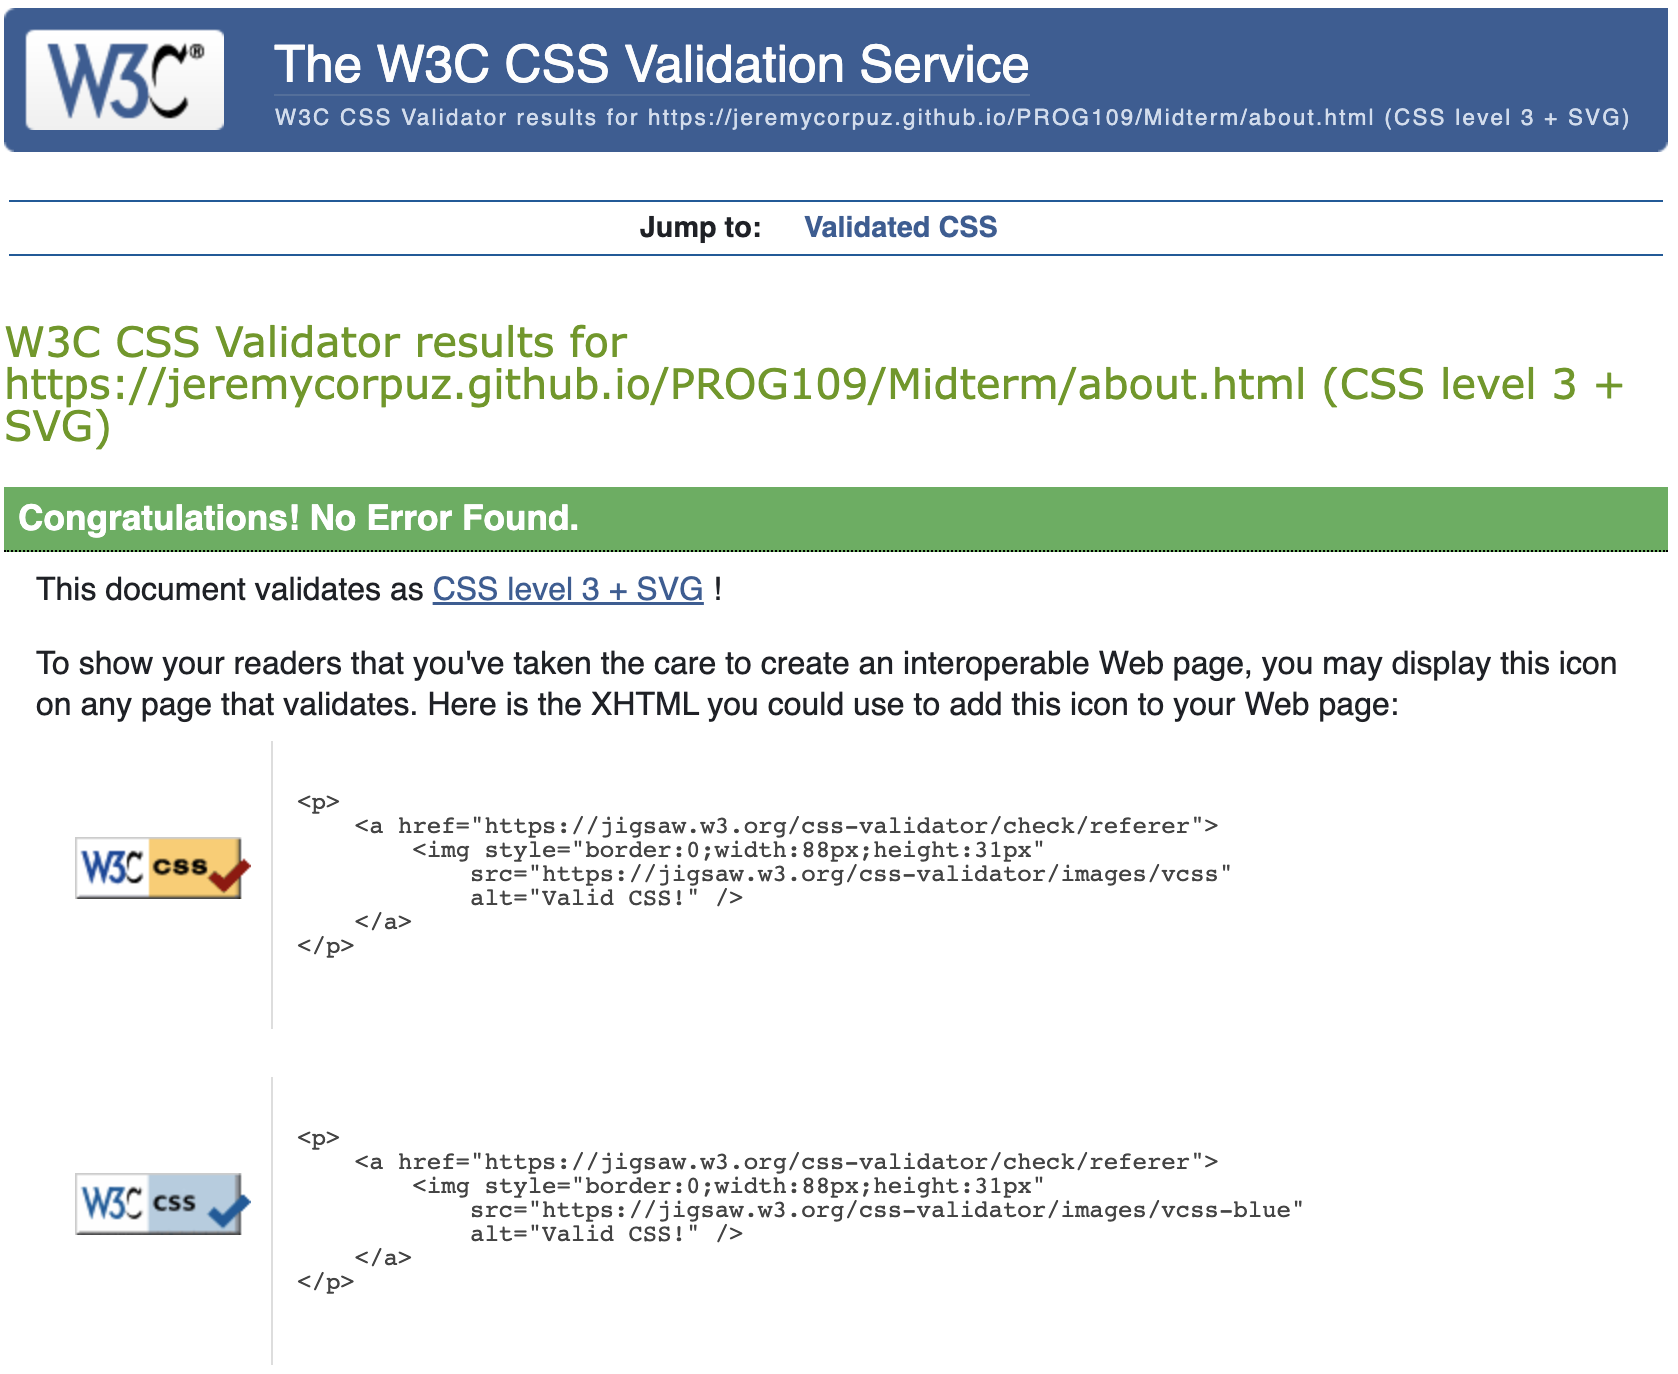 W3C®
The W3C CSS Validation Service
W3C CSS Validator results for https://jeremycorpuz.github.io/PROG109/Midterm/about.html (CSS level 3 + SVG)
Jump to: Validated CSS
W3C CSS Validator results for
https://jeremycorpuz.github.io/PROG109/Midterm/about.html (CSS level 3 +
SVG)
Congratulations! No Error Found.
This document validates as CSS level 3 + SVG !
To show your readers that you've taken the care to create an interoperable Web page, you may display this icon
on any page that validates. Here is the XHTML you could use to add this icon to your Web page:
W3C css
<p>
    <a href="https://jigsaw.w3.org/css-validator/check/referer">
        <img style="border:0;width:88px;height:31px"
            src="https://jigsaw.w3.org/css-validator/images/vcss"
            alt="Valid CSS!" />
    </a>
</p>
W3C css
<p>
    <a href="https://jigsaw.w3.org/css-validator/check/referer">
        <img style="border:0;width:88px;height:31px"
            src="https://jigsaw.w3.org/css-validator/images/vcss-blue"
            alt="Valid CSS!" />
    </a>
</p>